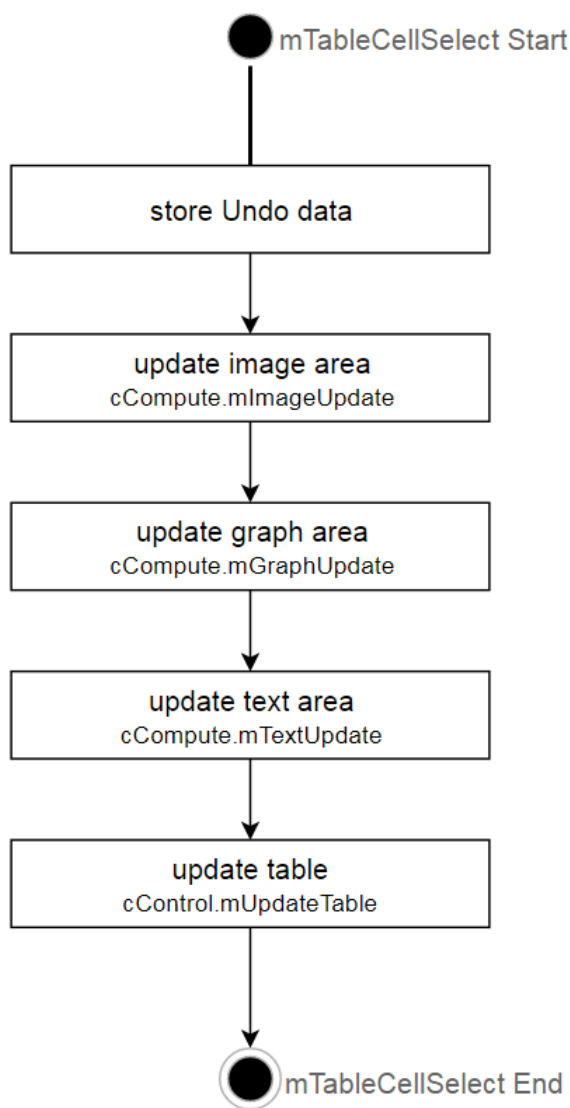 mTableCellSelect Start
store Undo data
update image area
cCompute.mImageUpdate
update graph area
cCompute.mGraphUpdate
update text area
cCompute.mTextUpdate
update table
cControl.mUpdateTable
mTableCellSelect End